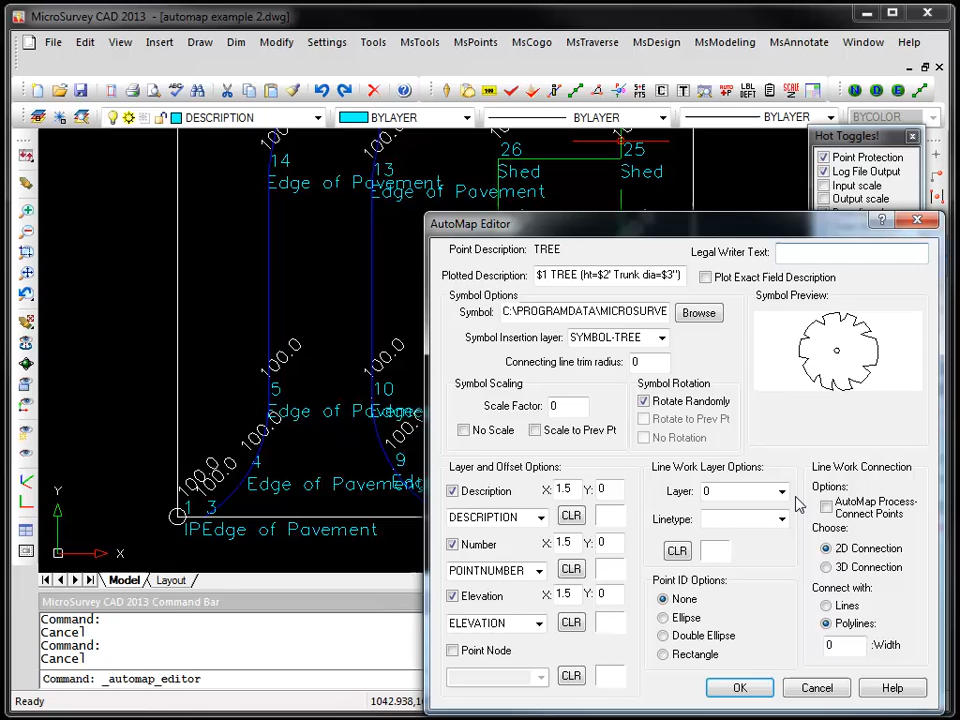 MicroSurvey CAD 2013 - [automap example 2.dwg]
File Edit View Insert Draw Dim Modify Settings Tools MsTools MsPoints MsCogo MsTraverse MsDesign MsModeling MsAnnotate Window Help
DESCRIPTION BYLAYER BYLAYER BYLAYER BYCOLOR
Hot Toggles!
Point Protection
Log File Output
Input scale
Output scale
14
Edge of Pavement
13
Edge of Pavement
26
Shed
25
Shed
100.0
5
Edge of Pavement
100.0
10
100.0
4
Edge of Pavement
100.0
9
100.0
100.0
1
3
IPEdge of Pavement
Y
X
Model Layout
MicroSurvey CAD 2013 Command Bar
Command:
Cancel
Command:
Cancel
Command: _automap_editor
Ready
AutoMap Editor
Point Description: TREE
Legal Writer Text:
Plotted Description: $1 TREE (ht=$2' Trunk dia=$3")
Plot Exact Field Description
Symbol Options
Symbol: C:\PROGRAMDATA\MICROSURVE
Browse
Symbol Insertion layer: SYMBOL-TREE
Connecting line trim radius: 0
Symbol Preview:
Symbol Scaling
Scale Factor: 0
No Scale
Scale to Prev Pt
Symbol Rotation
Rotate Randomly
Rotate to Prev Pt
No Rotation
Layer and Offset Options:
Description X: 1.5 Y: 0
DESCRIPTION CLR
Number X: 1.5 Y: 0
POINTNUMBER CLR
Elevation X: 1.5 Y: 0
ELEVATION CLR
Point Node
CLR
Line Work Layer Options:
Layer: 0
Linetype:
CLR
Point ID Options:
None
Ellipse
Double Ellipse
Rectangle
Line Work Connection
Options:
AutoMap Process-
Connect Points
Choose:
2D Connection
3D Connection
Connect with:
Lines
Polylines:
0 :Width
OK Cancel Help